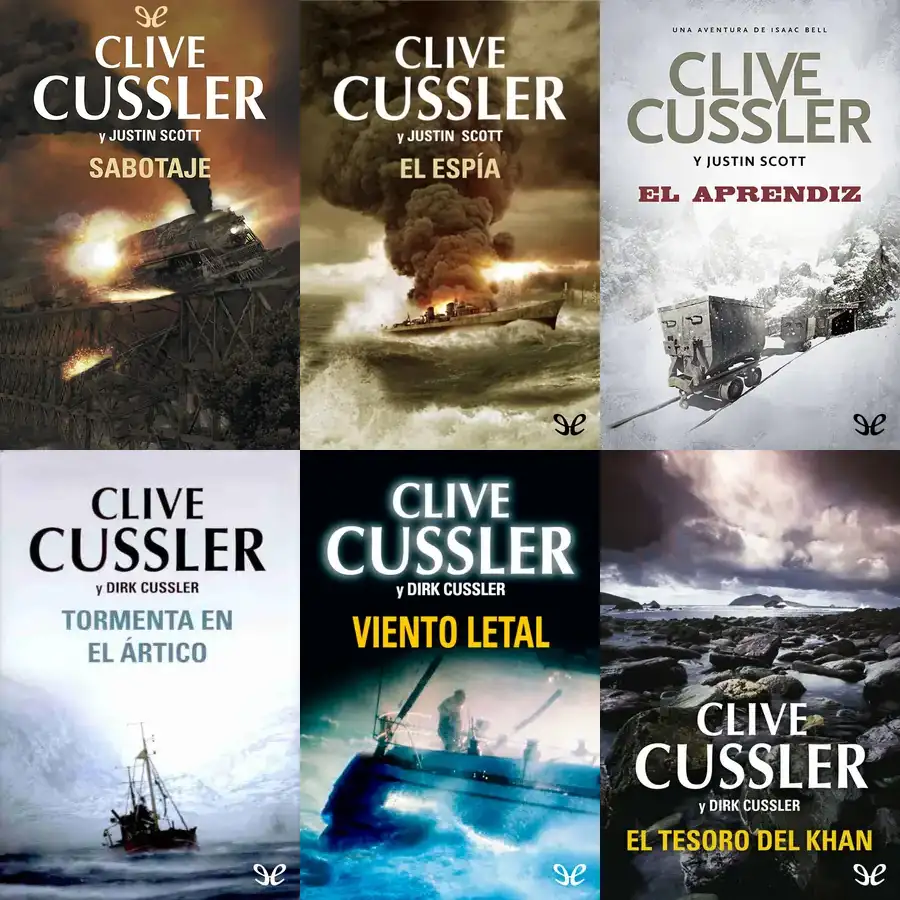 CLIVE
CUSSLER
y JUSTIN SCOTT
SABOTAJE
CLIVE
CUSSLER
y JUSTIN SCOTT
EL ESPÍA
UNA AVENTURA DE ISAAC BELL
CLIVE
CUSSLER
Y JUSTIN SCOTT
EL APRENDIZ
CLIVE
CUSSLER
y DIRK CUSSLER
TORMENTA EN
EL ÁRTICO
CLIVE
CUSSLER
y DIRK CUSSLER
VIENTO LETAL
CLIVE
CUSSLER
y DIRK CUSSLER
EL TESORO DEL KHAN